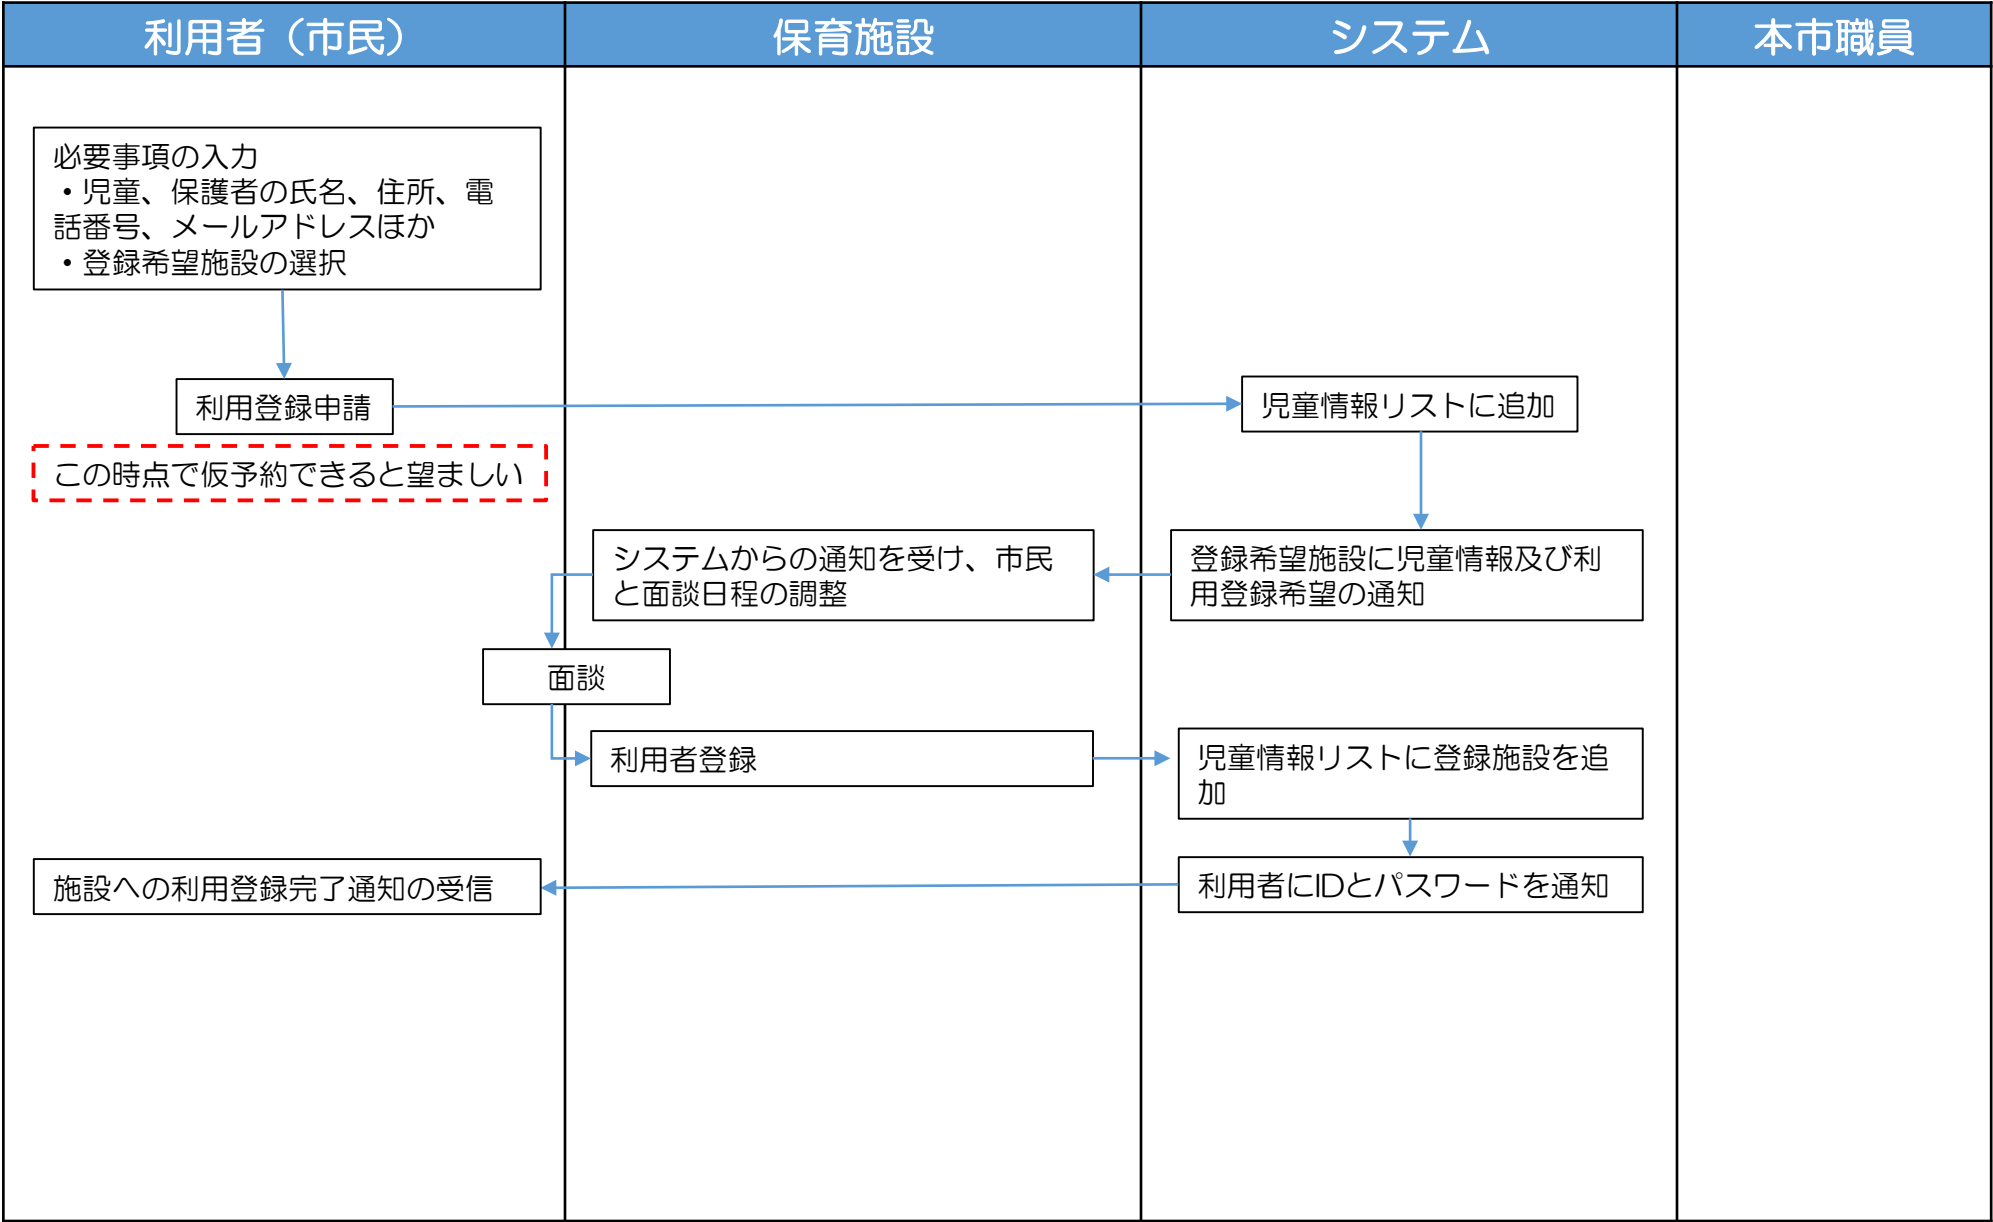 利用者（市民）
保育施設
システム
本市職員
必要事項の入力
・児童、保護者の氏名、住所、電
話番号、メールアドレスほか
・登録希望施設の選択
利用登録申請
児童情報リストに追加
この時点で仮予約できると望ましい
システムからの通知を受け、市民
と面談日程の調整
登録希望施設に児童情報及び利
用登録希望の通知
面談
利用者登録
児童情報リストに登録施設を追
加
施設への利用登録完了通知の受信
利用者にIDとパスワードを通知